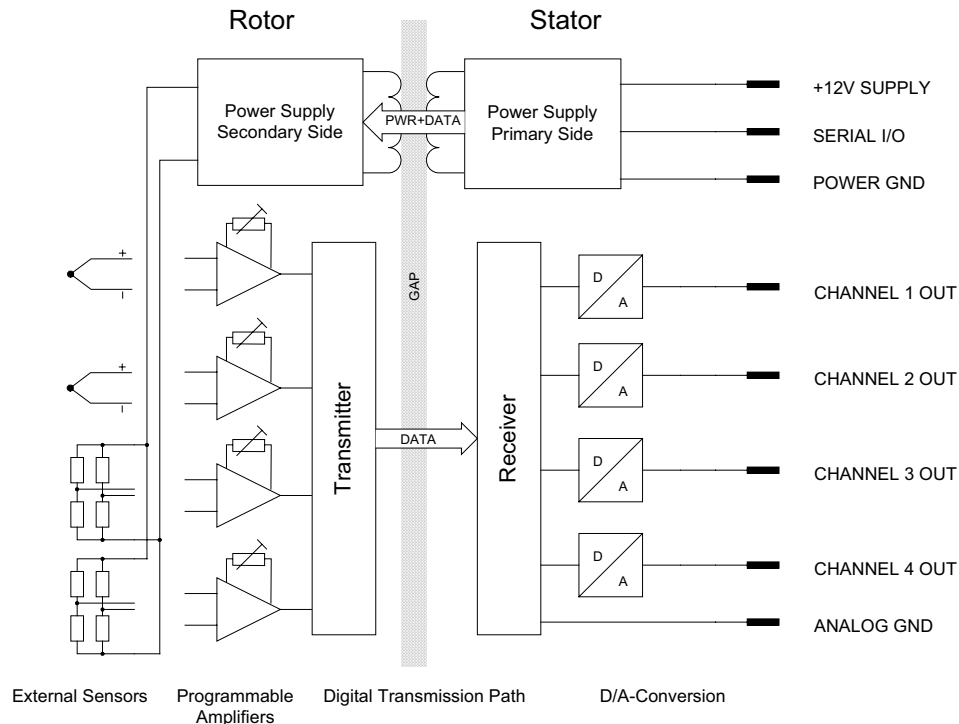 Rotor
Stator
Power Supply
Secondary Side
PWR+DATA
Power Supply
Primary Side
+12V SUPPLY
SERIAL I/O
POWER GND
+
–
+
–
GAP
Transmitter
DATA
Receiver
D
A
CHANNEL 1 OUT
D
A
CHANNEL 2 OUT
D
A
CHANNEL 3 OUT
D
A
CHANNEL 4 OUT
ANALOG GND
External Sensors
Programmable
Amplifiers
Digital Transmission Path
D/A-Conversion